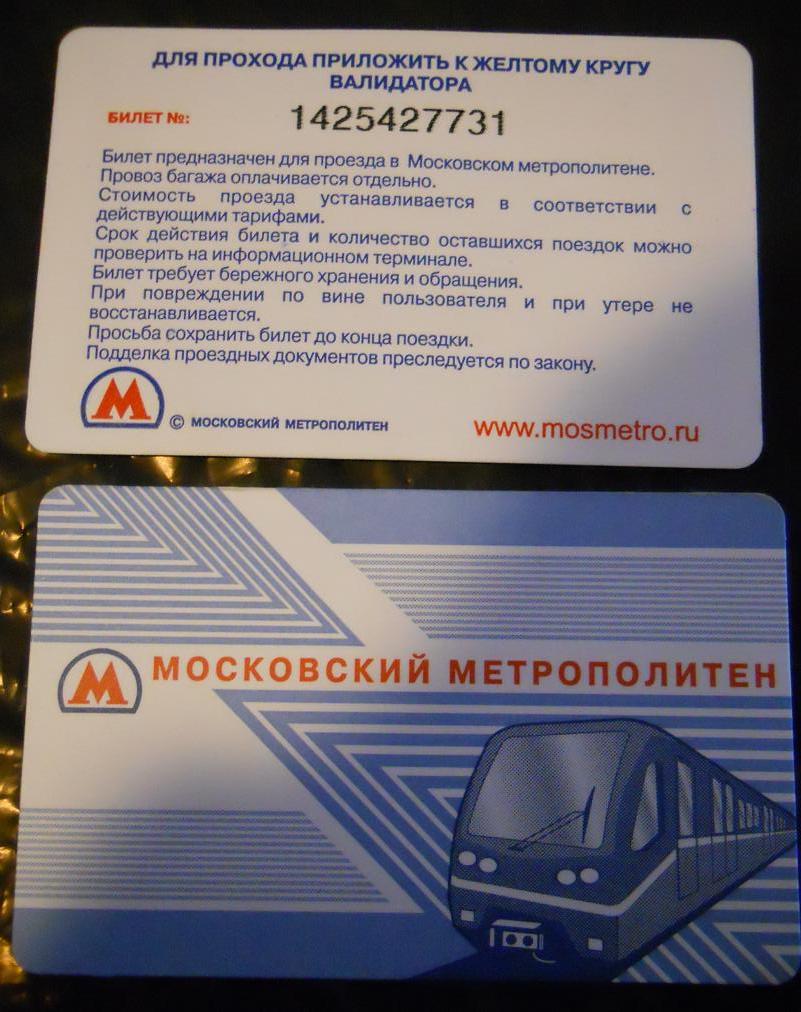 ДЛЯ ПРОХОДА ПРИЛОЖИТЬ К ЖЕЛТОМУ КРУГУ
ВАЛИДАТОРА
БИЛЕТ №: 1425427731
Билет предназначен для проезда в Московском метрополитене.
Провоз багажа оплачивается отдельно.
Стоимость проезда устанавливается в соответствии с
действующими тарифами.
Срок действия билета и количество оставшихся поездок можно
проверить на информационном терминале.
Билет требует бережного хранения и обращения.
При повреждении по вине пользователя и при утере не
восстанавливается.
Просьба сохранить билет до конца поездки.
Подделка проездных документов преследуется по закону.
М © МОСКОВСКИЙ МЕТРОПОЛИТЕН www.mosmetro.ru
М МОСКОВСКИЙ МЕТРОПОЛИТЕН